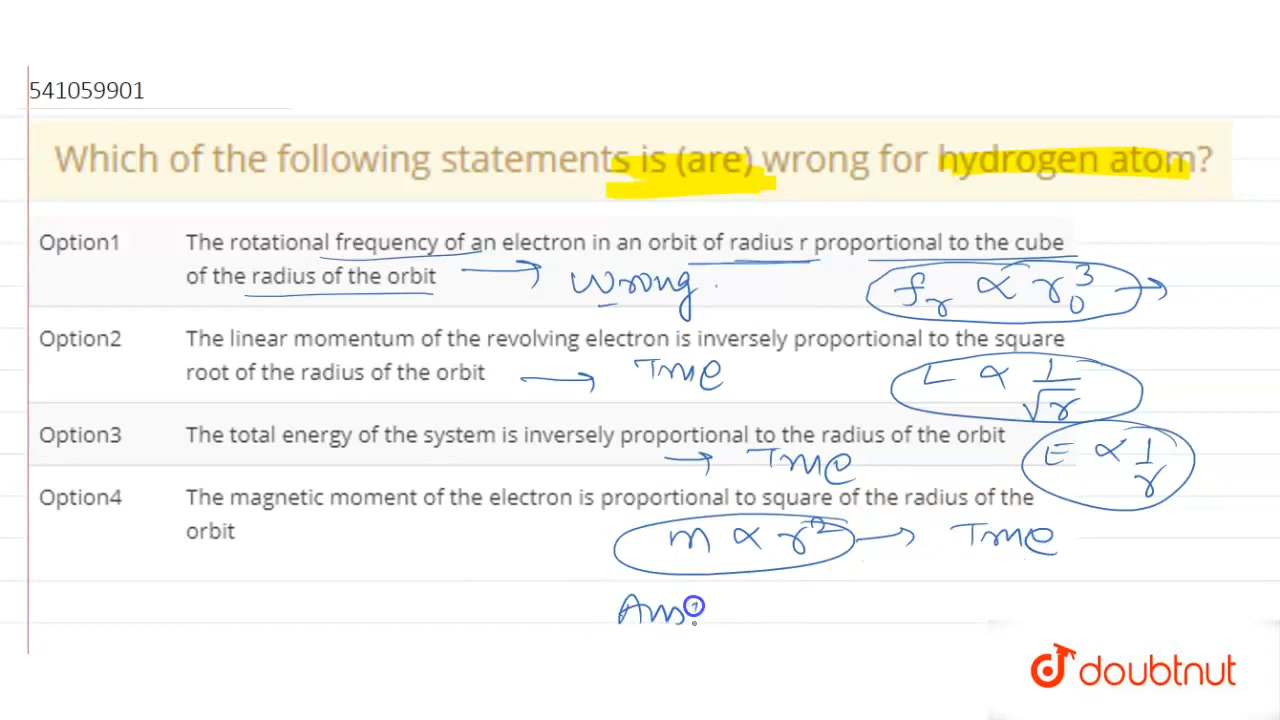 541059901
Which of the following statements is (are) wrong for hydrogen atom?
Option1 The rotational frequency of an electron in an orbit of radius r proportional to the cube
of the radius of the orbit → Wrong. fr ∝ r₀³ →
Option2 The linear momentum of the revolving electron is inversely proportional to the square
root of the radius of the orbit → True L ∝ 1/√r
Option3 The total energy of the system is inversely proportional to the radius of the orbit
→ True E ∝ 1/r
Option4 The magnetic moment of the electron is proportional to square of the radius of the
orbit
m ∝ r² → True
Ans
doubtnut